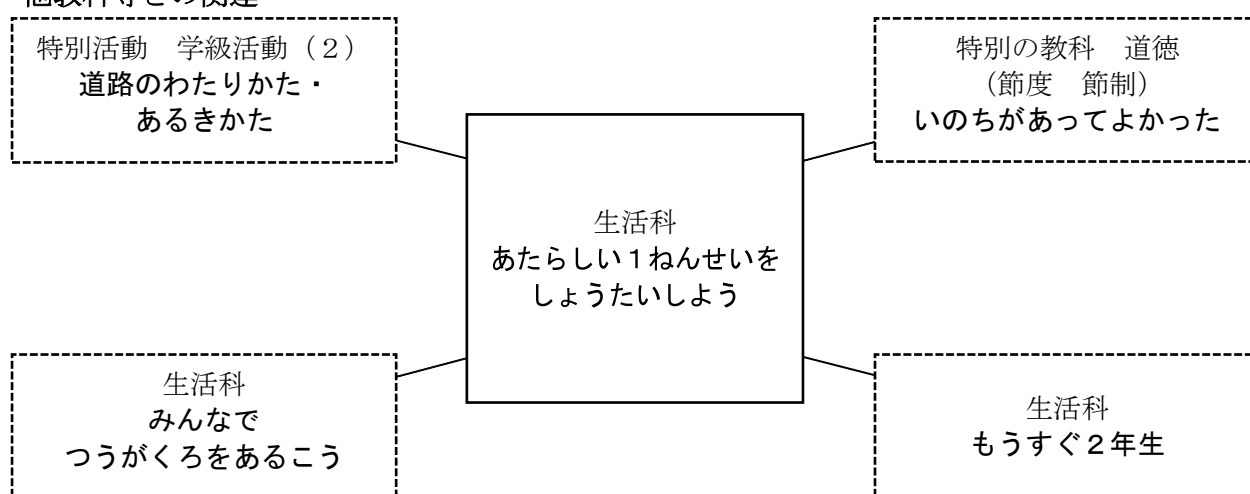 他教科等との関連
特別活動　学級活動（２）
道路のわたりかた・
あるきかた
特別の教科　道徳
（節度　節制）
いのちがあってよかった
生活科
あたらしい１ねんせいを
しょうたいしよう
生活科
みんなで
つうがくろをあるこう
生活科
もうすぐ２年生